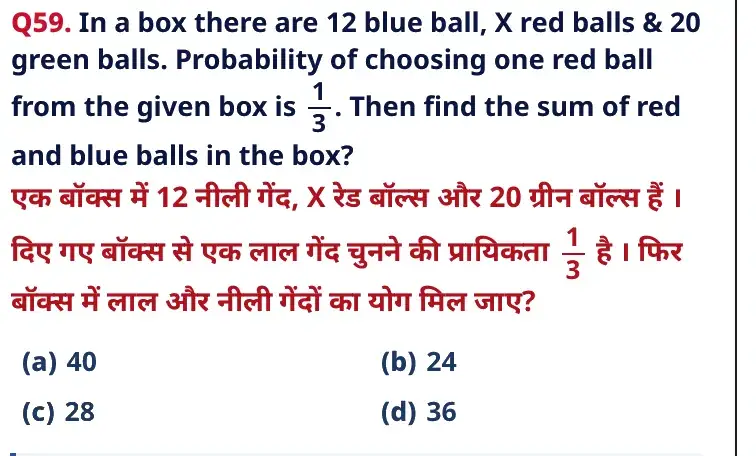 Q59. In a box there are 12 blue ball, X red balls & 20
green balls. Probability of choosing one red ball
from the given box is 1/3. Then find the sum of red
and blue balls in the box?
एक बॉक्स में 12 नीली गेंद, X रेड बॉल्स और 20 ग्रीन बॉल्स हैं ।
दिए गए बॉक्स से एक लाल गेंद चुनने की प्रायिकता 1/3 है । फिर
बॉक्स में लाल और नीली गेंदों का योग मिल जाए?
(a) 40 (b) 24
(c) 28 (d) 36